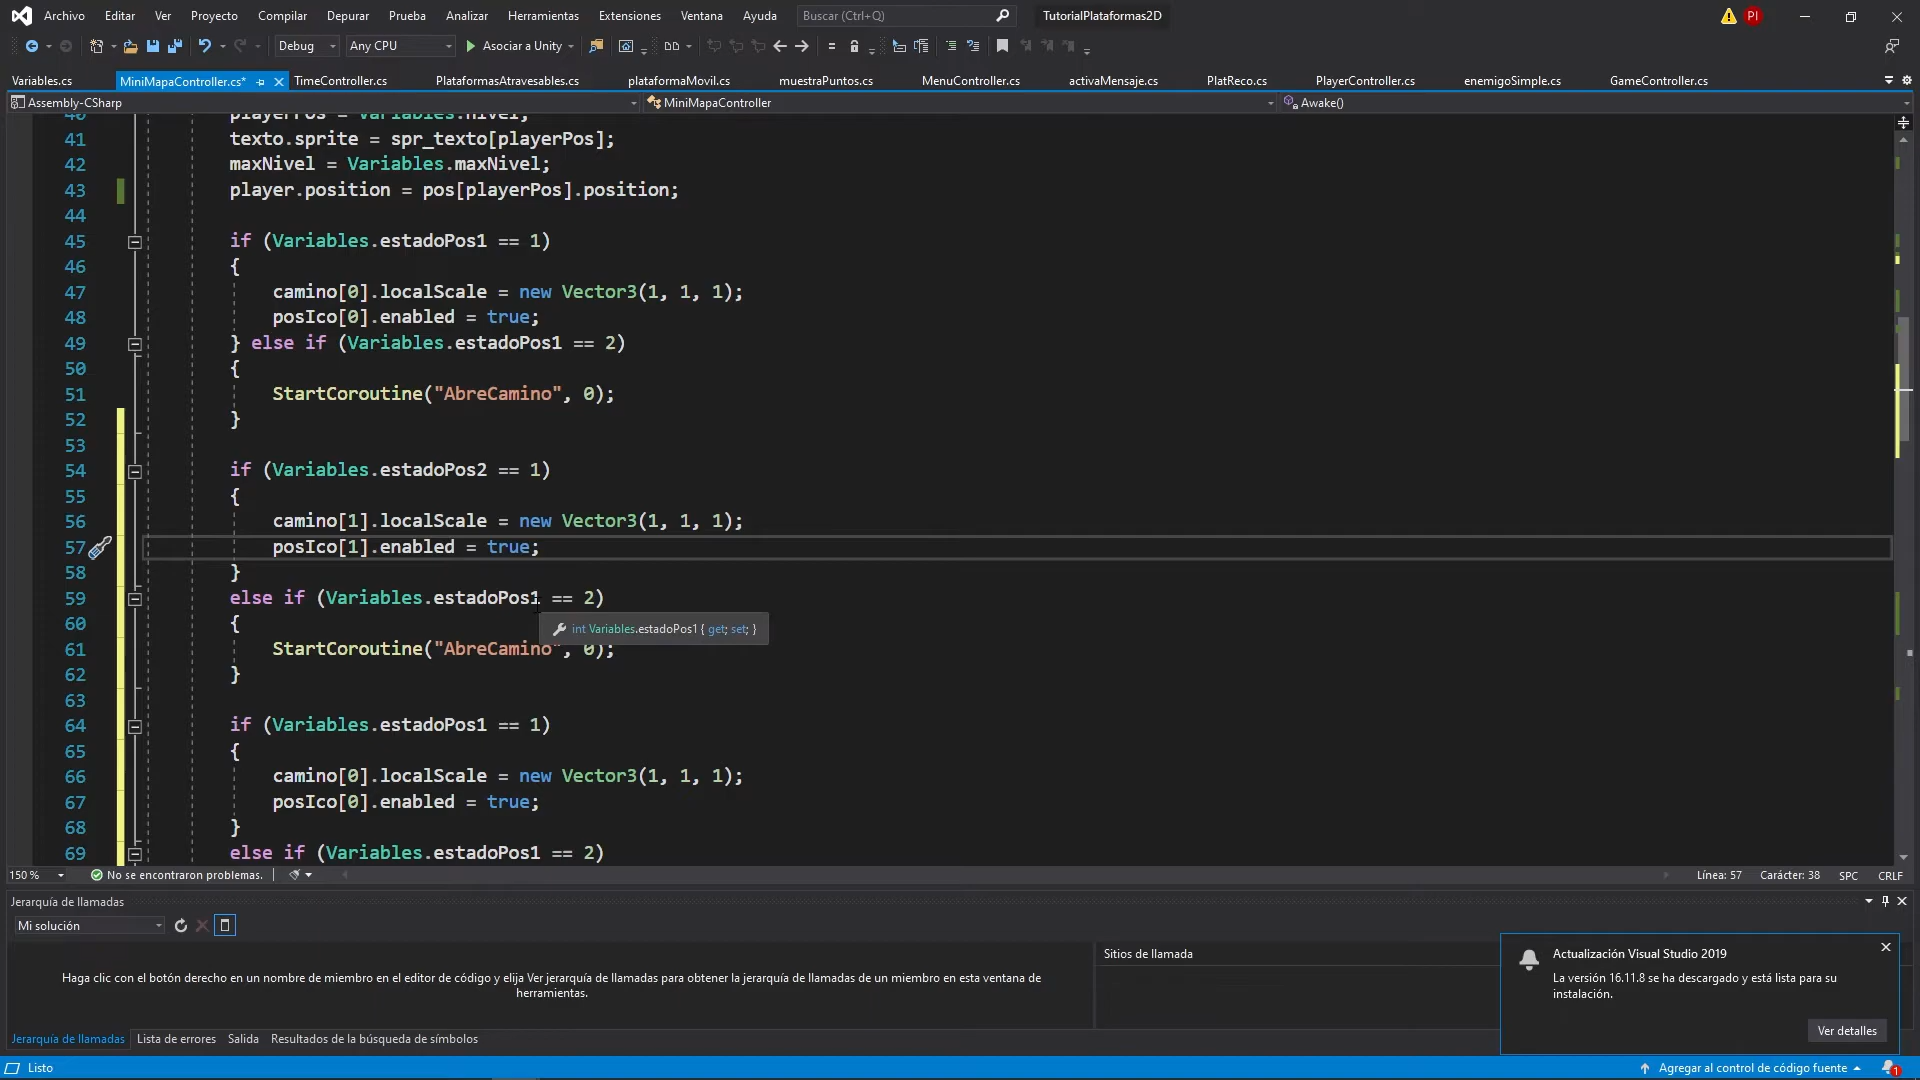 Archivo Editar Ver Proyecto Compilar Depurar Prueba Analizar Herramientas Extensiones Ventana Ayuda Buscar (Ctrl+Q) TutorialPlataformas2D PI
Debug Any CPU Asociar a Unity
Variables.cs MiniMapaController.cs* TimeController.cs PlataformasAtravesables.cs plataformaMovil.cs muestraPuntos.cs MenuController.cs activaMensaje.cs PlatReco.cs PlayerController.cs enemigoSimple.cs GameController.cs
Assembly-CSharp MiniMapaController Awake()
40 playerPos = Variables.nivel;
41 texto.sprite = spr_texto[playerPos];
42 maxNivel = Variables.maxNivel;
43 player.position = pos[playerPos].position;
44
45 if (Variables.estadoPos1 == 1)
46 {
47 camino[0].localScale = new Vector3(1, 1, 1);
48 posIco[0].enabled = true;
49 } else if (Variables.estadoPos1 == 2)
50 {
51 StartCoroutine("AbreCamino", 0);
52 }
53
54 if (Variables.estadoPos2 == 1)
55 {
56 camino[1].localScale = new Vector3(1, 1, 1);
57 posIco[1].enabled = true;
58 }
59 else if (Variables.estadoPos1 == 2)
60 {
int Variables.estadoPos1 { get; set; }
61 StartCoroutine("AbreCamino", 0);
62 }
63
64 if (Variables.estadoPos1 == 1)
65 {
66 camino[0].localScale = new Vector3(1, 1, 1);
67 posIco[0].enabled = true;
68 }
69 else if (Variables.estadoPos1 == 2)
150 % No se encontraron problemas. Línea: 57 Carácter: 38 SPC CRLF
Jerarquía de llamadas
Mi solución
Sitios de llamada
Haga clic con el botón derecho en un nombre de miembro en el editor de código y elija Ver jerarquía de llamadas para obtener la jerarquía de llamadas de un miembro en esta ventana de
herramientas.
Actualización Visual Studio 2019
La versión 16.11.8 se ha descargado y está lista para su
instalación.
Ver detalles
Jerarquía de llamadas Lista de errores Salida Resultados de la búsqueda de símbolos
Listo Agregar al control de código fuente 1